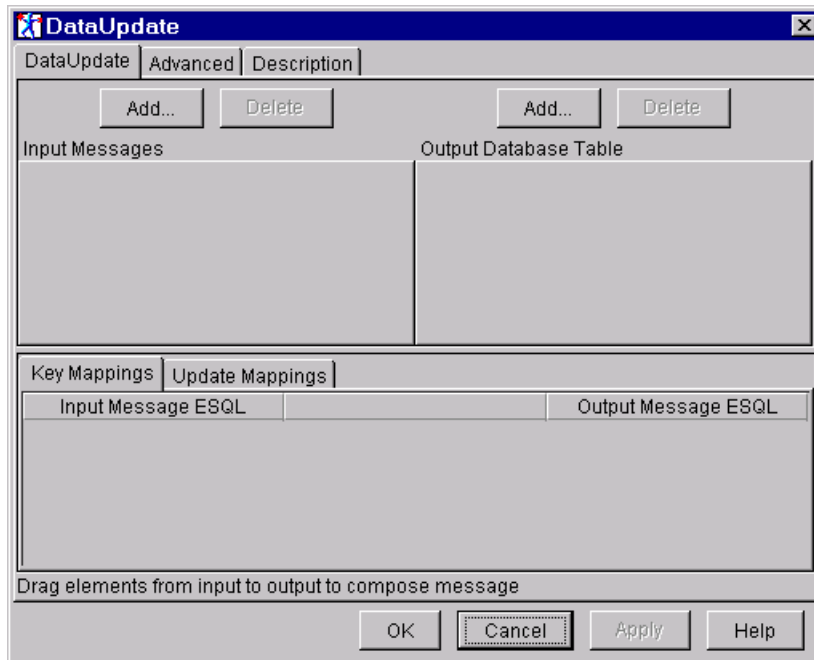 DataUpdate
DataUpdate Advanced Description
Add... Delete Add... Delete
Input Messages Output Database Table
Key Mappings Update Mappings
Input Message ESQL Output Message ESQL
Drag elements from input to output to compose message
OK Cancel Apply Help